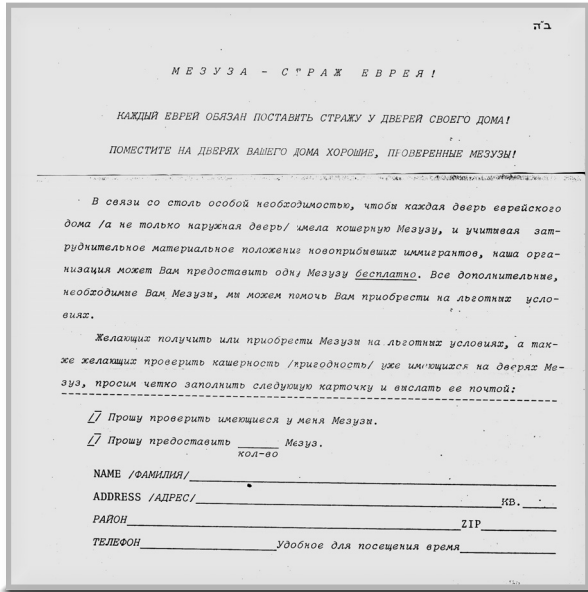 ב"ה
МЕЗУЗА - СТРАЖ ЕВРЕЯ!
КАЖДЫЙ ЕВРЕЙ ОБЯЗАН ПОСТАВИТЬ СТРАЖУ У ДВЕРЕЙ СВОЕГО ДОМА!
ПОМЕСТИТЕ НА ДВЕРЯХ ВАШЕГО ДОМА ХОРОШИЕ, ПРОВЕРЕННЫЕ МЕЗУЗЫ!
В связи со столь особой необходимостью, чтобы каждая дверь еврейского
дома /а не только наружная дверь/ имела кошерную Мезузу, и учитывая зат-
руднительное материальное положение новоприбывших иммигрантов, наша орга-
низация может Вам предоставить одну Мезузу бесплатно. Все дополнительные,
необходимые Вам Мезузы, мы можем помочь Вам приобрести на льготных усло-
виях.
Желающих получить или приобрести Мезузы на льготных условиях, а так-
же желающих проверить кашерность /пригодность/ уже имеющихся на дверях Ме-
зуз, просим четко заполнить следующую карточку и выслать ее почтой:
/̅/ Прошу проверить имеющиеся у меня Мезузы.
/̅/ Прошу предоставить ______ Мезуз.
кол-во
NAME /ФАМИЛИЯ/
ADDRESS /АДРЕС/ КВ.
РАЙОН ZIP
ТЕЛЕФОН Удобное для посещения время